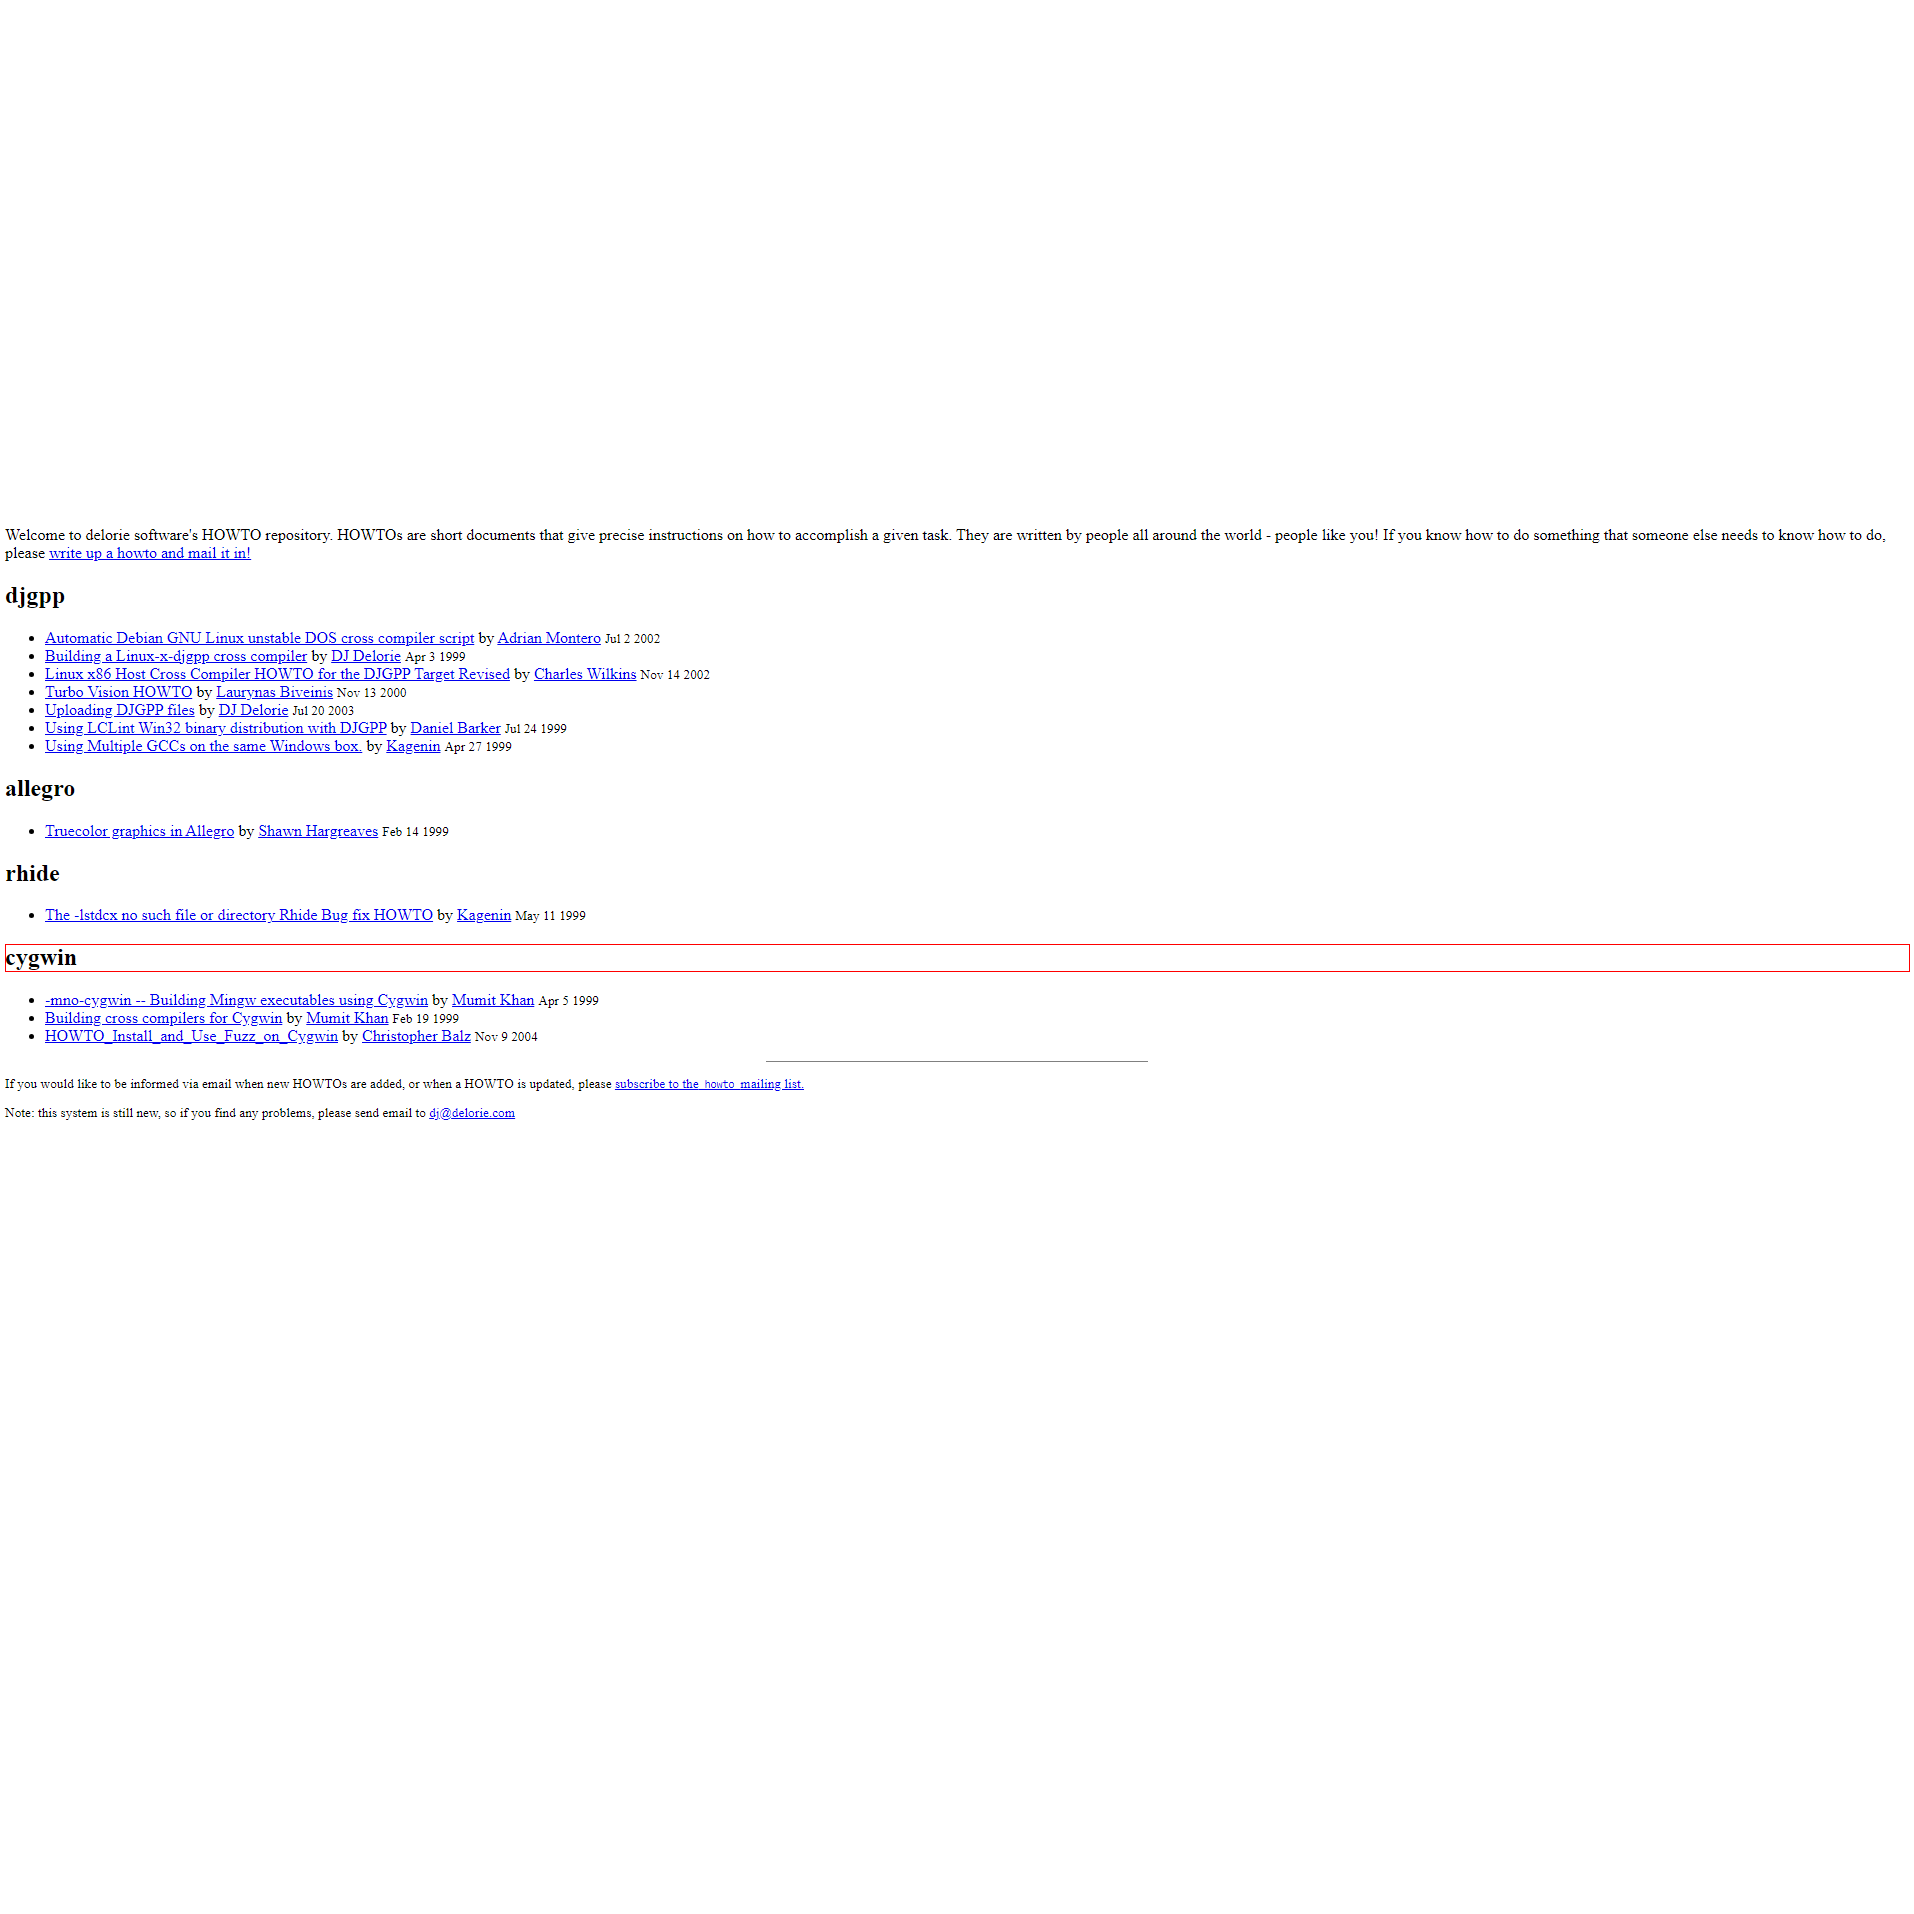 Welcome to delorie software's HOWTO repository. HOWTOs are short documents that give precise instructions on how to accomplish a given task. They are written by people all around the world - people like you! If you know how to do something that someone else needs to know how to do,
please write up a howto and mail it in!
djgpp
Automatic Debian GNU Linux unstable DOS cross compiler script by Adrian Montero Jul 2 2002
Building a Linux-x-djgpp cross compiler by DJ Delorie Apr 3 1999
Linux x86 Host Cross Compiler HOWTO for the DJGPP Target Revised by Charles Wilkins Nov 14 2002
Turbo Vision HOWTO by Laurynas Biveinis Nov 13 2000
Uploading DJGPP files by DJ Delorie Jul 20 2003
Using LCLint Win32 binary distribution with DJGPP by Daniel Barker Jul 24 1999
Using Multiple GCCs on the same Windows box. by Kagenin Apr 27 1999
allegro
Truecolor graphics in Allegro by Shawn Hargreaves Feb 14 1999
rhide
The -lstdcx no such file or directory Rhide Bug fix HOWTO by Kagenin May 11 1999
cygwin
-mno-cygwin -- Building Mingw executables using Cygwin by Mumit Khan Apr 5 1999
Building cross compilers for Cygwin by Mumit Khan Feb 19 1999
HOWTO_Install_and_Use_Fuzz_on_Cygwin by Christopher Balz Nov 9 2004
If you would like to be informed via email when new HOWTOs are added, or when a HOWTO is updated, please subscribe to the howto mailing list.
Note: this system is still new, so if you find any problems, please send email to dj@delorie.com